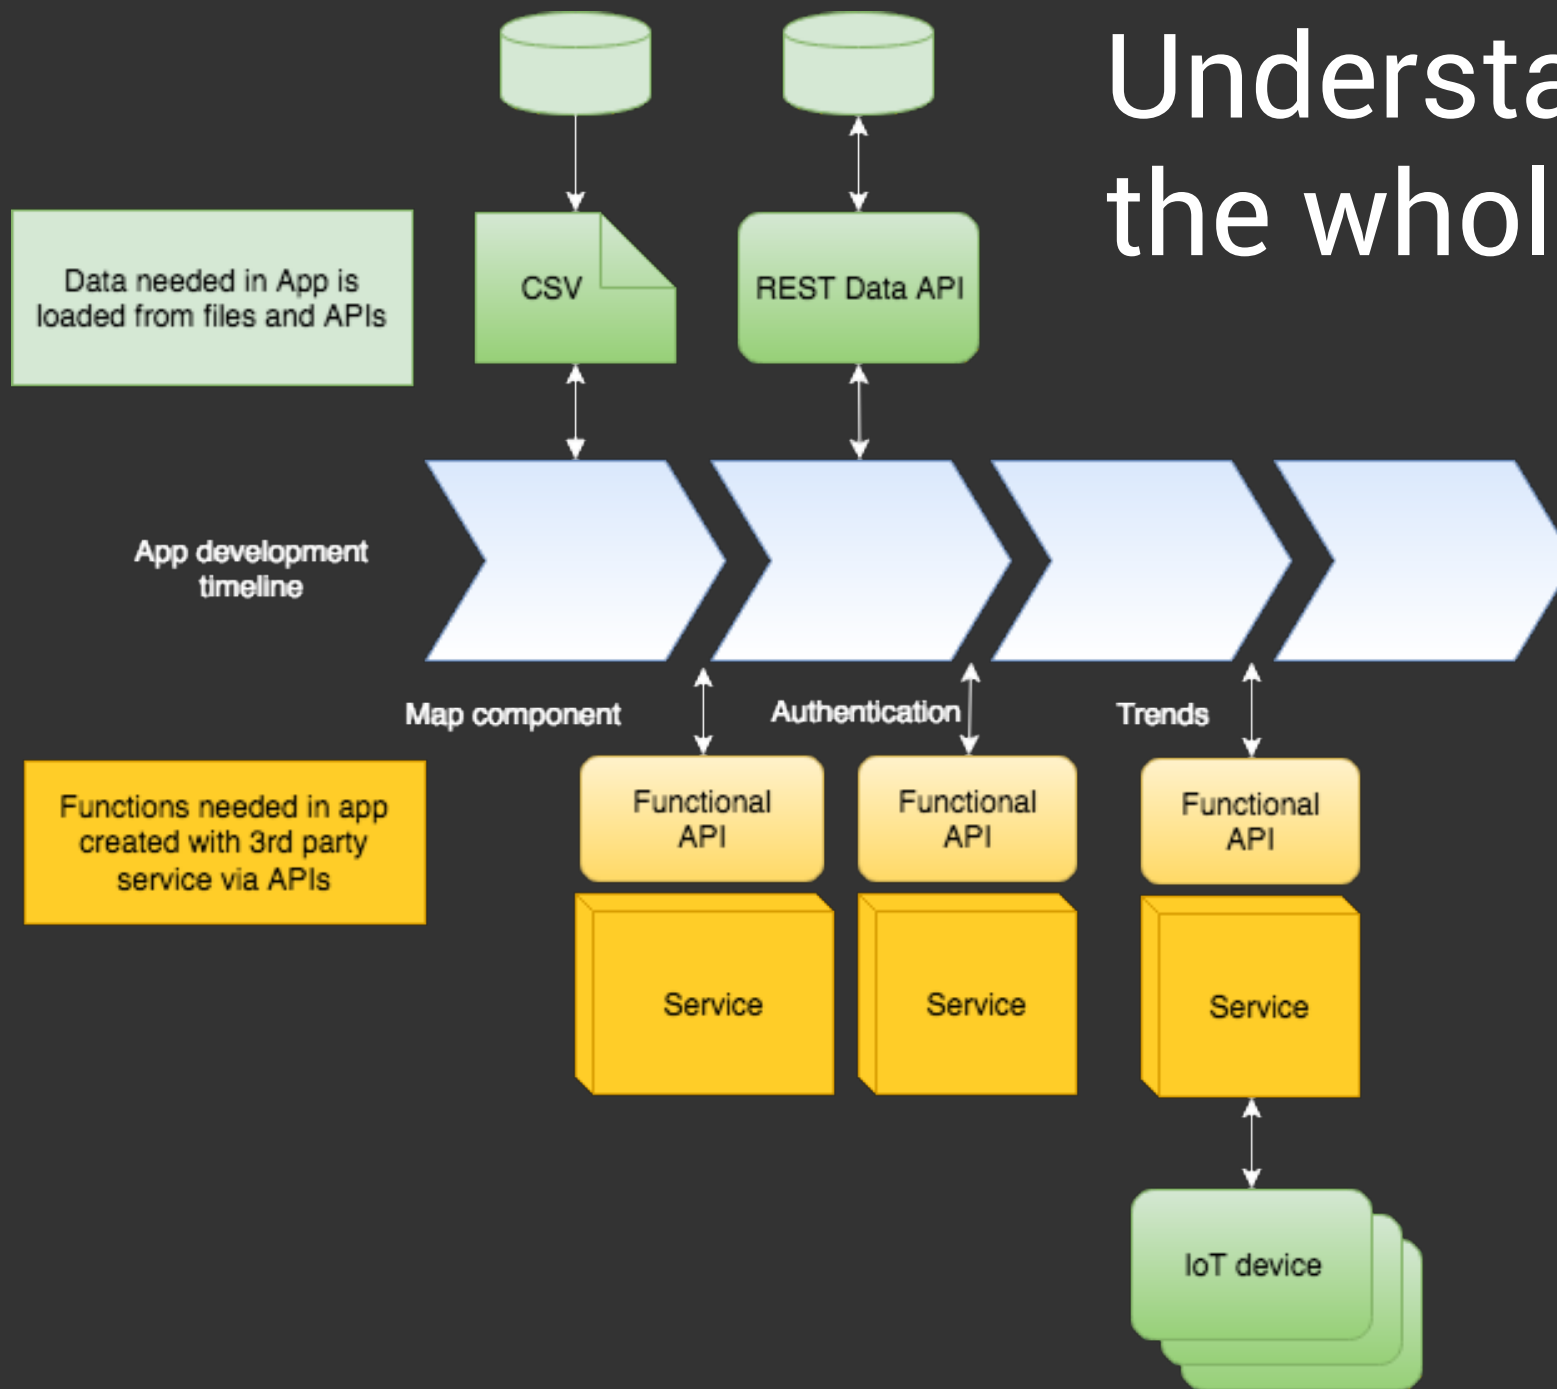 Understa
the whol
Data needed in App is
loaded from files and APIs
CSV
REST Data API
App development
timeline
Map component
Authentication
Trends
Functions needed in app
created with 3rd party
service via APIs
Functional
API
Functional
API
Functional
API
Service
Service
Service
IoT device